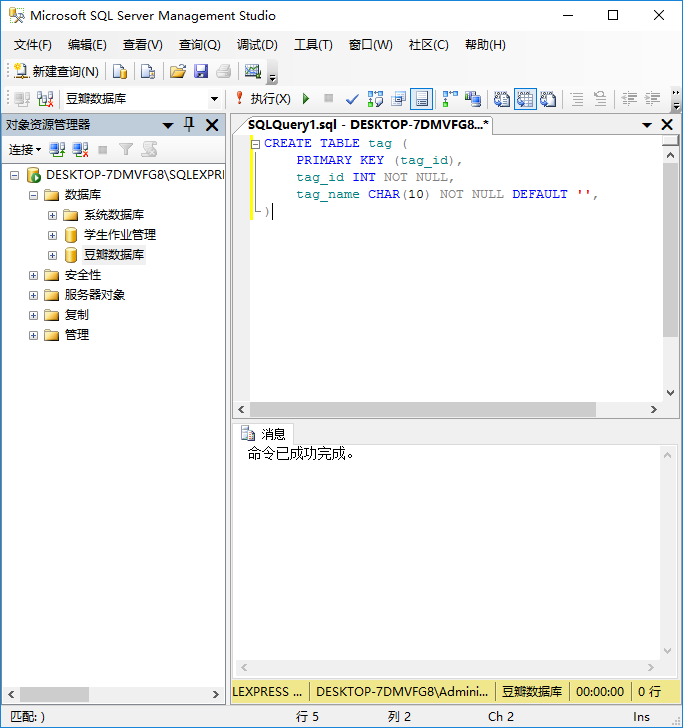 Microsoft SQL Server Management Studio
文件(F) 编辑(E) 查看(V) 查询(Q) 调试(D) 工具(T) 窗口(W) 社区(C) 帮助(H)
新建查询(N)
豆瓣数据库 执行(X)
对象资源管理器
连接
DESKTOP-7DMVFG8\SQLEXPRE
数据库
系统数据库
学生作业管理
豆瓣数据库
安全性
服务器对象
复制
管理
SQLQuery1.sql - DESKTOP-7DMVFG8...*
CREATE TABLE tag (
PRIMARY KEY (tag_id),
tag_id INT NOT NULL,
tag_name CHAR(10) NOT NULL DEFAULT '',
)
消息
命令已成功完成。
LEXPRESS ... DESKTOP-7DMVFG8\Admini... 豆瓣数据库 00:00:00 0 行
匹配: ) 行 5 列 2 Ch 2 Ins